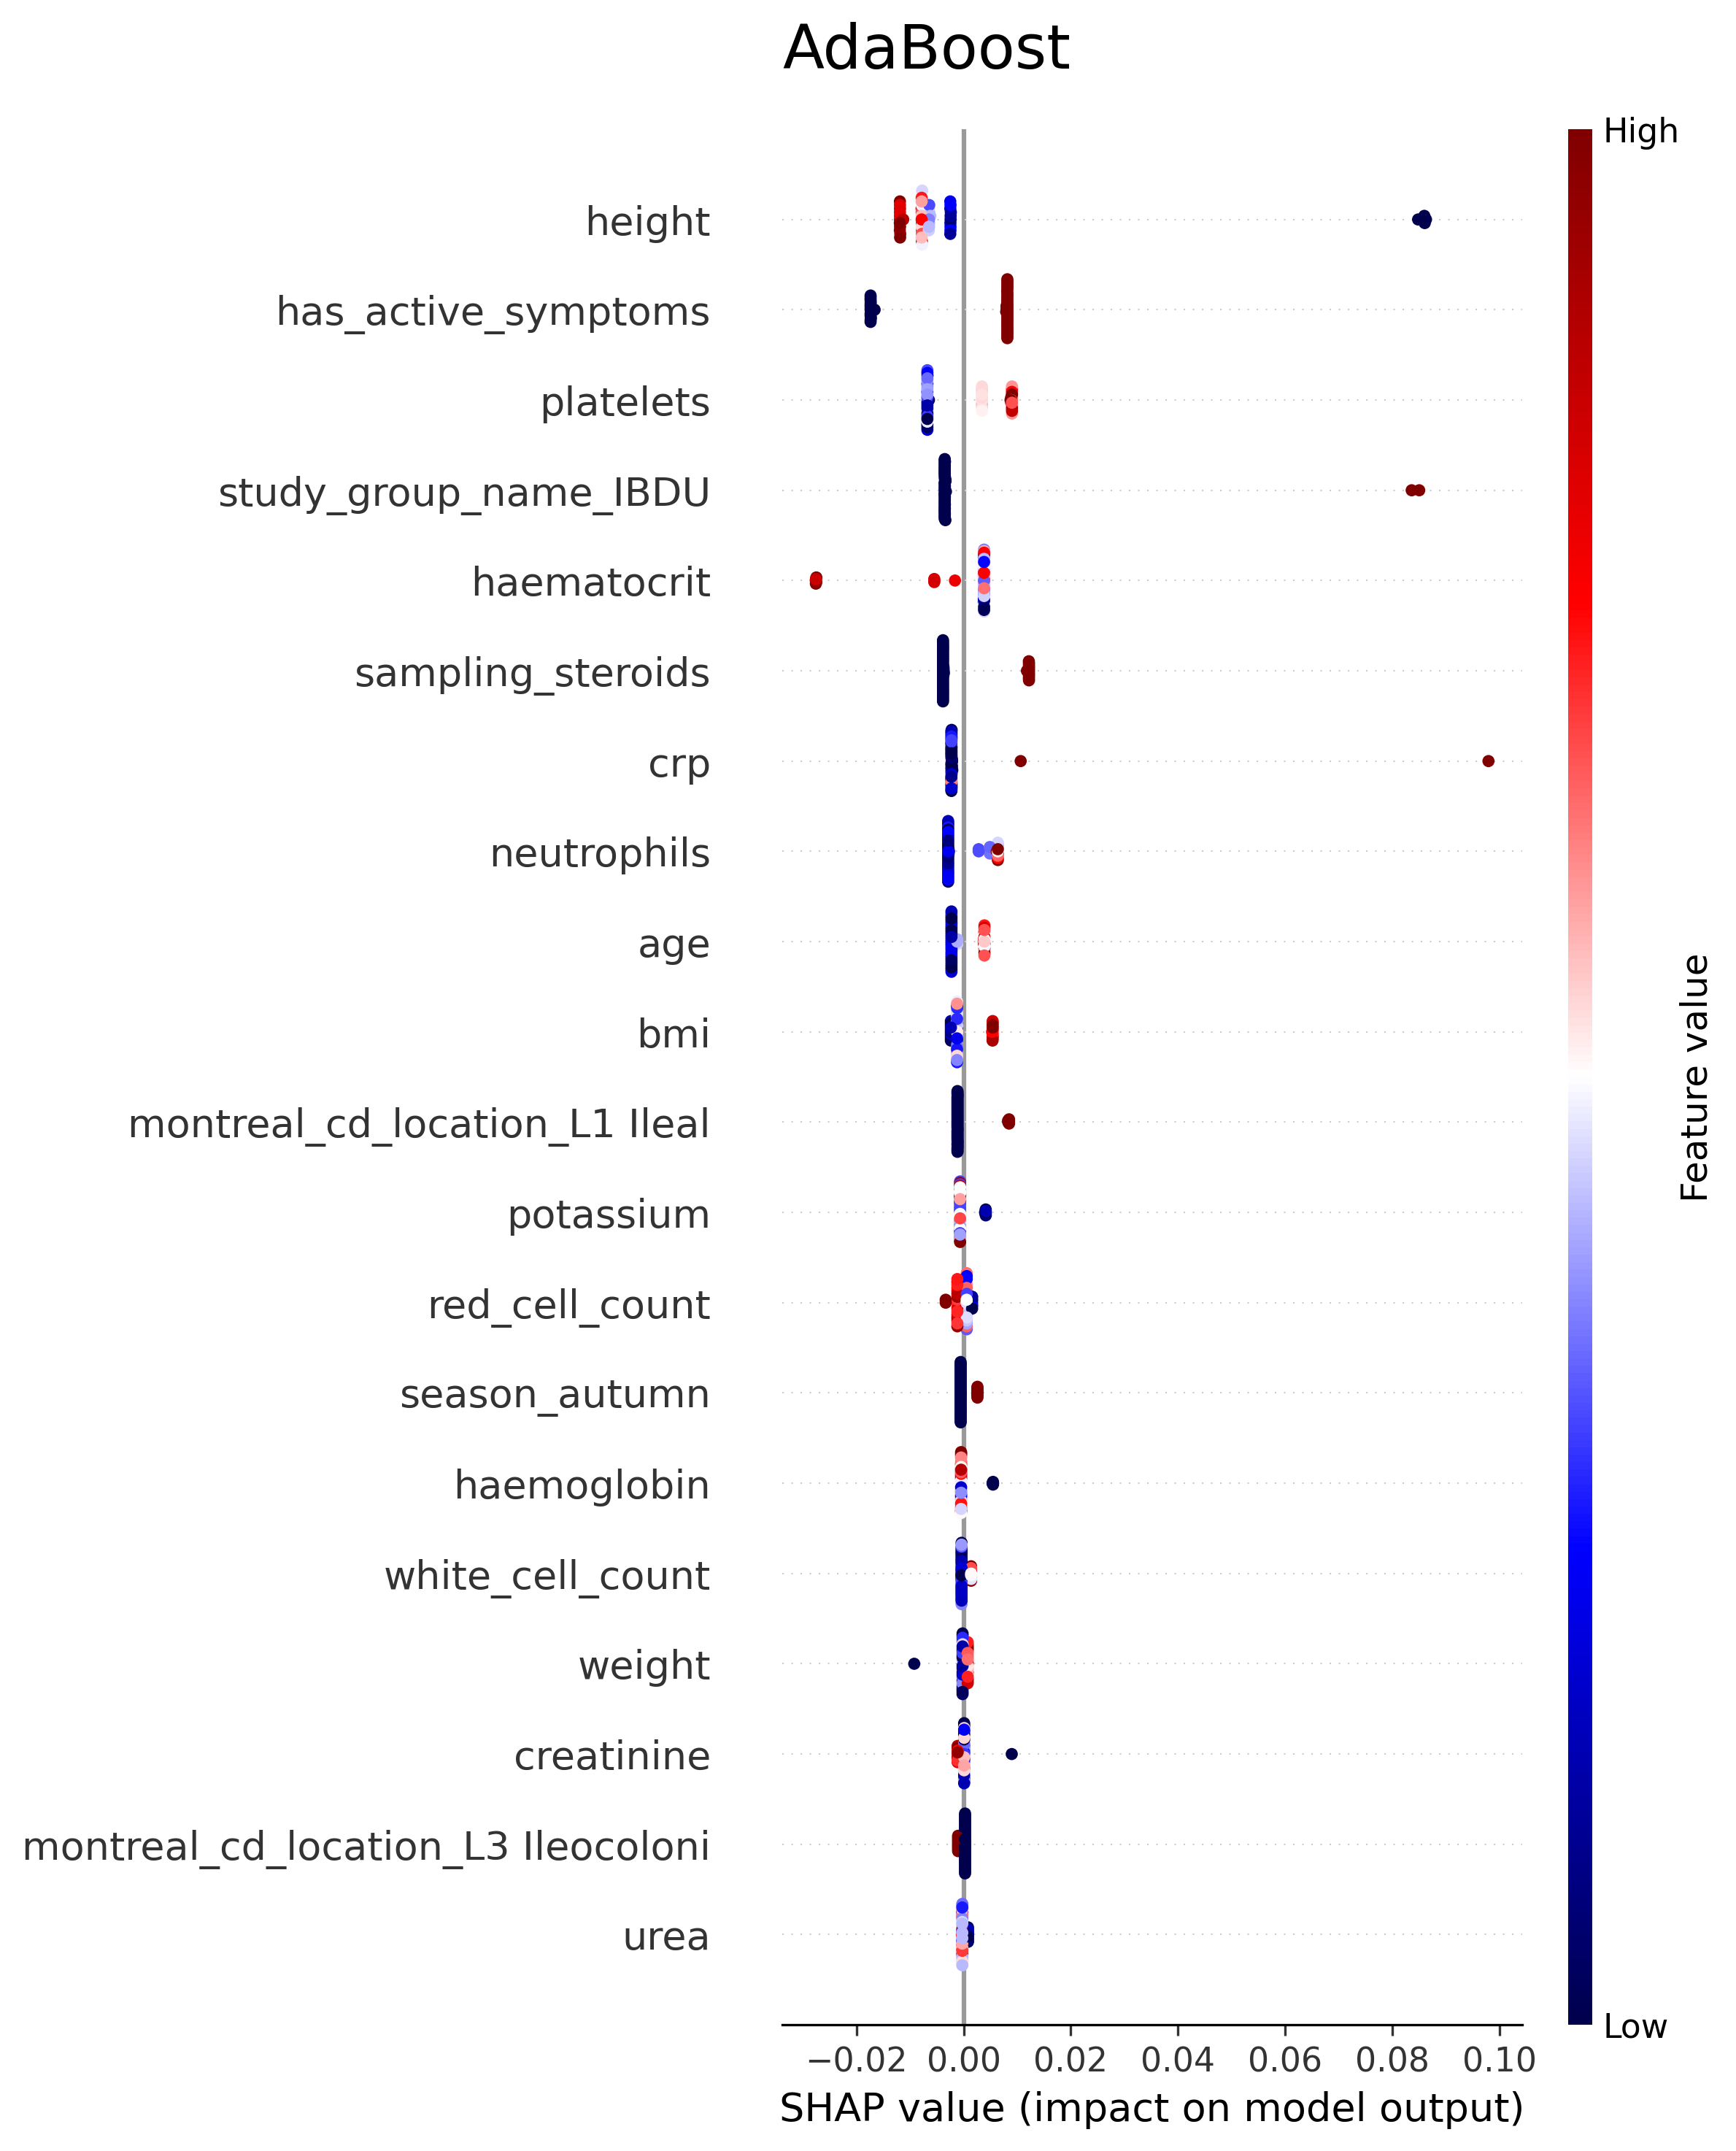 AdaBoost
High
height
has_active_symptoms
platelets
study_group_name_IBDU
haematocrit
sampling_steroids
crp
neutrophils
age
bmi
montreal_cd_location_L1 Ileal
potassium
red_cell_count
season_autumn
haemoglobin
white_cell_count
weight
creatinine
montreal_cd_location_L3 Ileocoloni
urea
Feature value
Low
−0.02 0.00 0.02 0.04 0.06 0.08 0.10
SHAP value (impact on model output)